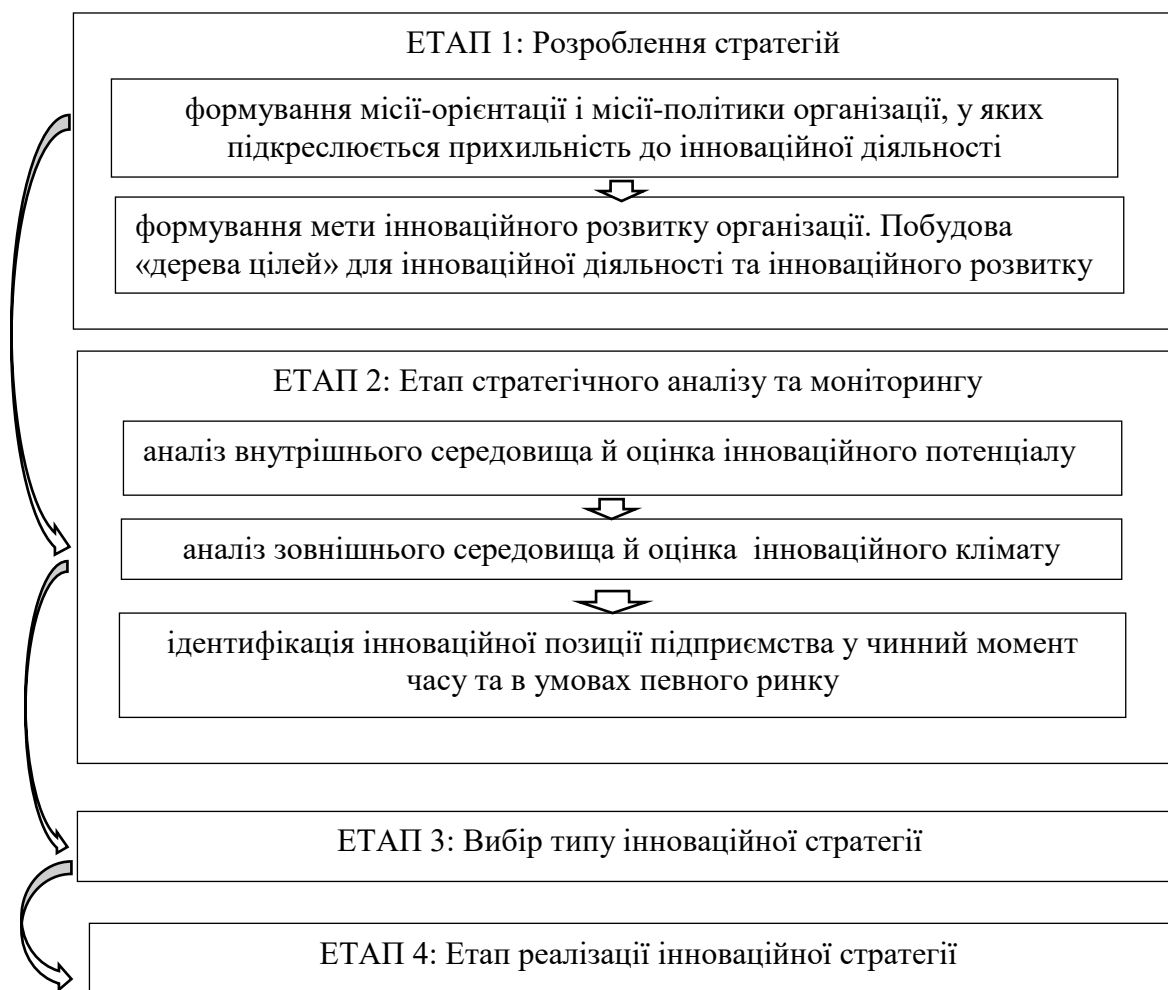 ЕТАП 1: Розроблення стратегій
формування місії-орієнтації і місії-політики організації, у яких
підкреслюється прихильність до інноваційної діяльності
формування мети інноваційного розвитку організації. Побудова
«дерева цілей» для інноваційної діяльності та інноваційного розвитку
ЕТАП 2: Етап стратегічного аналізу та моніторингу
аналіз внутрішнього середовища й оцінка інноваційного потенціалу
аналіз зовнішнього середовища й оцінка інноваційного клімату
ідентифікація інноваційної позиції підприємства у чинний момент
часу та в умовах певного ринку
ЕТАП 3: Вибір типу інноваційної стратегії
ЕТАП 4: Етап реалізації інноваційної стратегії